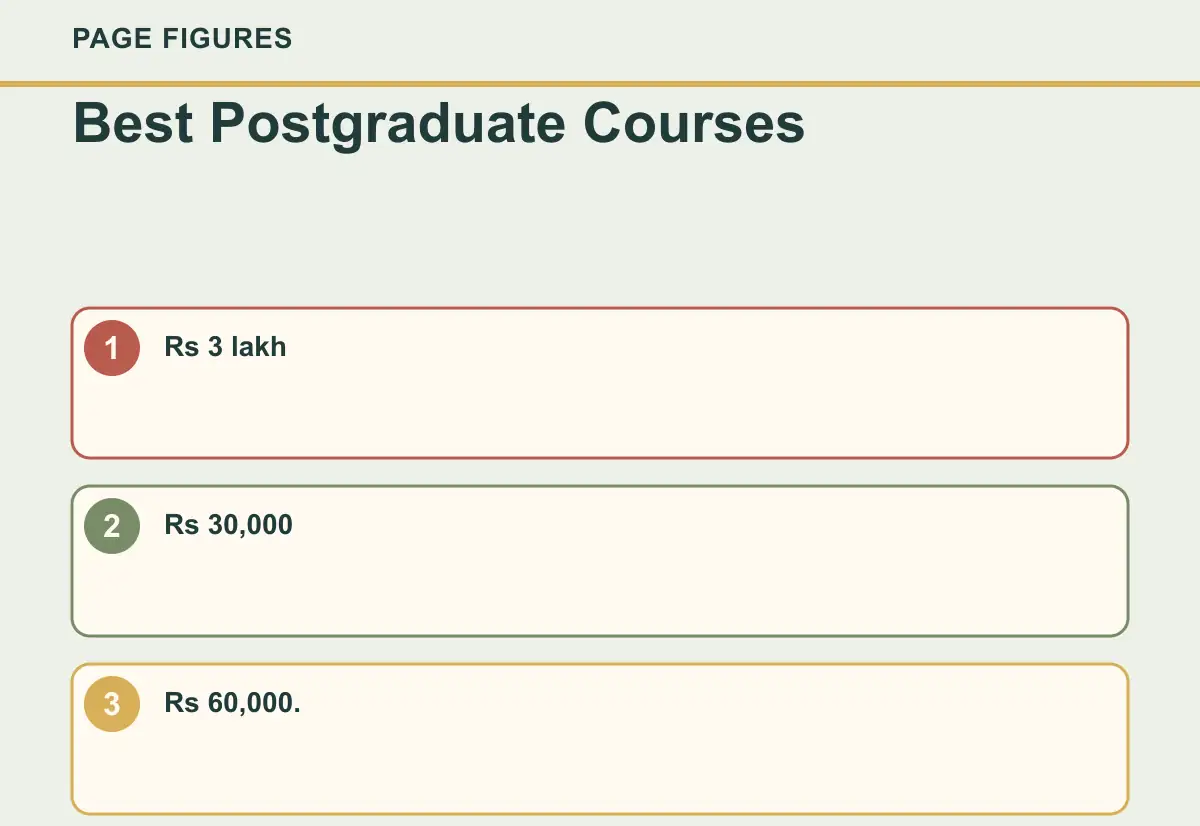 PAGE FIGURES
Best Postgraduate Courses
1 Rs 3 lakh
2 Rs 30,000
3 Rs 60,000.